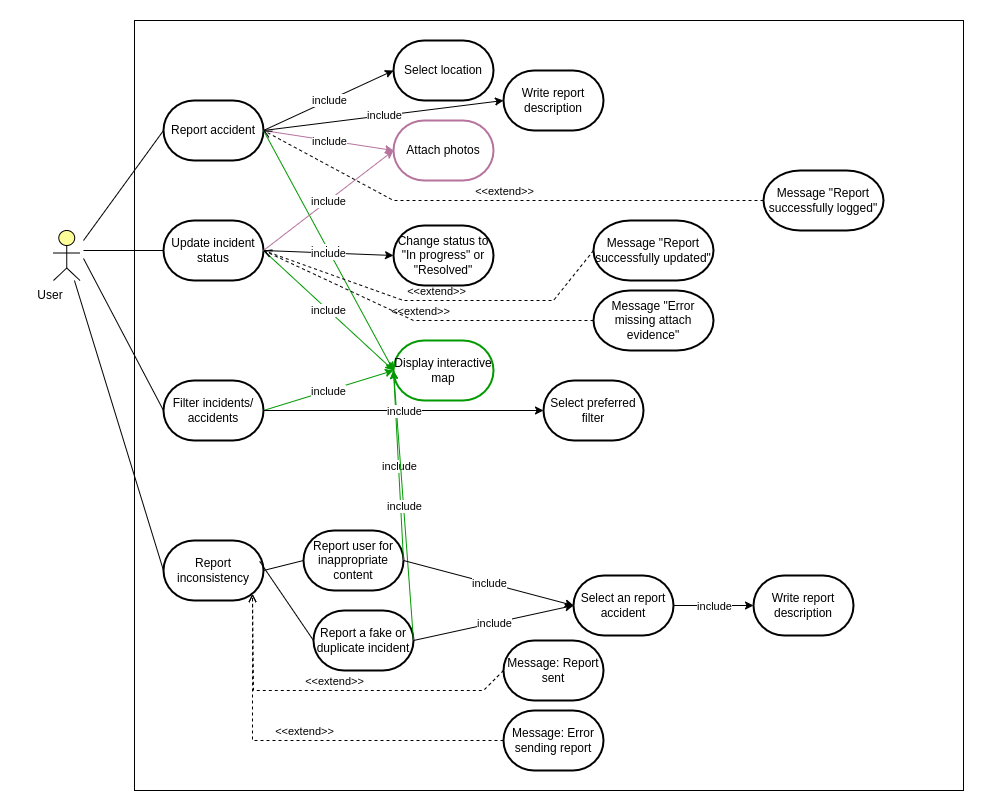 Select location
Write report
description
include
include
Report accident
include
Attach photos
<<extend>>
Message "Report
successfully logged"
include
Update incident
status
include
Change status to
"In progress" or
"Resolved"
Message "Report
successfully updated"
<<extend>>
User
include
<<extend>>
Message "Error
missing attach
evidence"
Display interactive
map
include
Filter incidents/
accidents
include
Select preferred
filter
include
include
Report
inconsistency
Report user for
inappropriate
content
include
Select an report
accident
include
Write report
description
Report a fake or
duplicate incident
include
Message: Report
sent
<<extend>>
<<extend>>
Message: Error
sending report